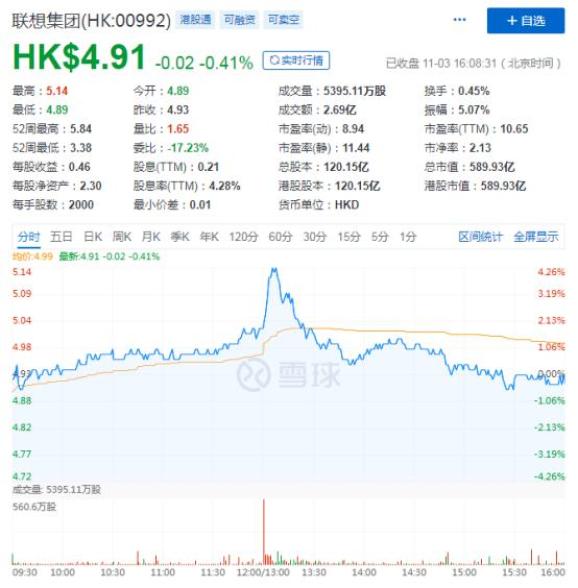 联想集团(HK:00992) 港股通 可融资 可卖空 ... + 自选
HK$4.91 -0.02 -0.41% 实时行情 已收盘 11-03 16:08:31（北京时间）
最高：5.14 今开：4.89 成交量：5395.11万股 换手：0.45%
最低：4.89 昨收：4.93 成交额：2.69亿 振幅：5.07%
52周最高：5.84 量比：1.65 市盈率(动)：8.94 市盈率(TTM)：10.65
52周最低：3.38 委比：-17.23% 市盈率(静)：11.44 市净率：2.13
每股收益：0.46 股息(TTM)：0.21 总股本：120.15亿 总市值：589.93亿
每股净资产：2.30 股息率(TTM)：4.28% 港股股本：120.15亿 港股市值：589.93亿
每手股数：2000 最小价差：0.01 货币单位：HKD
分时 五日 日K 周K 月K 季K 年K 120分 60分 30分 15分 5分 1分 区间统计 全屏显示
均价:4.99 最新:4.91 -0.02 -0.41%
5.14 4.26%
5.09 3.19%
5.04 2.13%
4.98 1.06%
4.93 0.00%
雪球
4.88 -1.06%
4.82 -2.13%
4.77 -3.19%
4.72 -4.26%
成交量: 5395.11万股
560.6万股
09:30 10:00 10:30 11:00 11:30 12:00/13:00 13:30 14:00 14:30 15:00 15:30 16:00